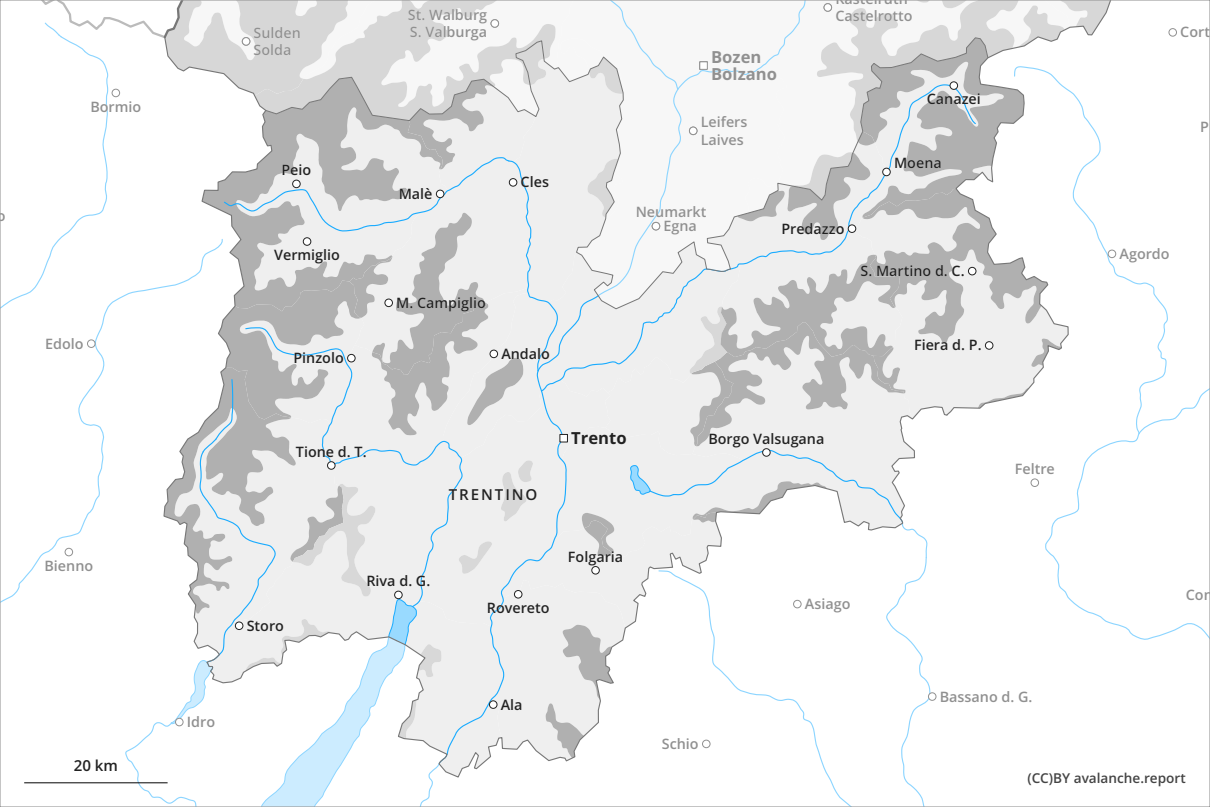 Kastelruth
Castelrotto
St. Walburg
S. Valburga
Sulden
Solda
Cort
Bozen
Bolzano
Bormio
Canazei
Leifers
Laives
P
Moena
Peio
Malè
Cles
Neumarkt
Egna
Predazzo
Vermiglio
Agordo
S. Martino d. C.
M. Campiglio
Edolo
Pinzolo
Andalo
Fiera d. P.
Trento
Borgo Valsugana
Tione d. T.
Feltre
TRENTINO
Bienno
Folgaria
Riva d. G.
Cor
Rovereto
Asiago
Storo
Bassano d. G.
Ala
Idro
Schio
20 km
(CC)BY avalanche.report